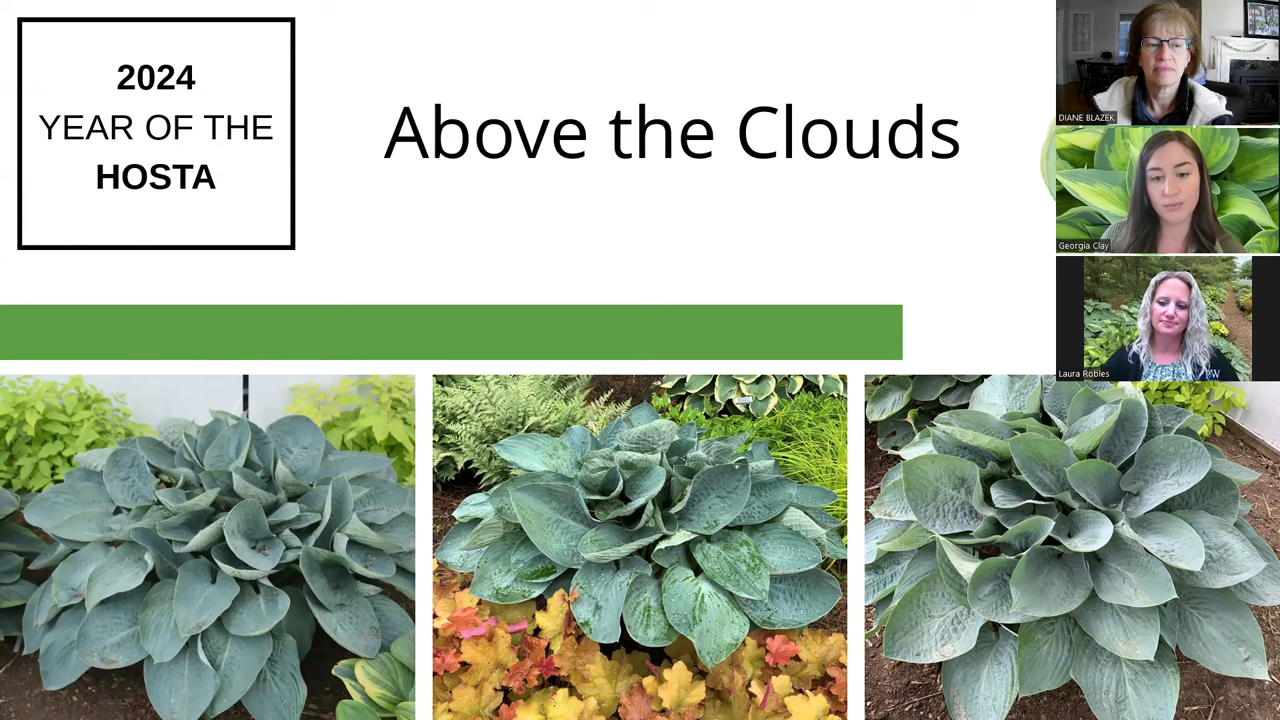 2024
YEAR OF THE
HOSTA
Above the Clouds
DIANE BLAZEK
Georgia Clay
Laura Robles